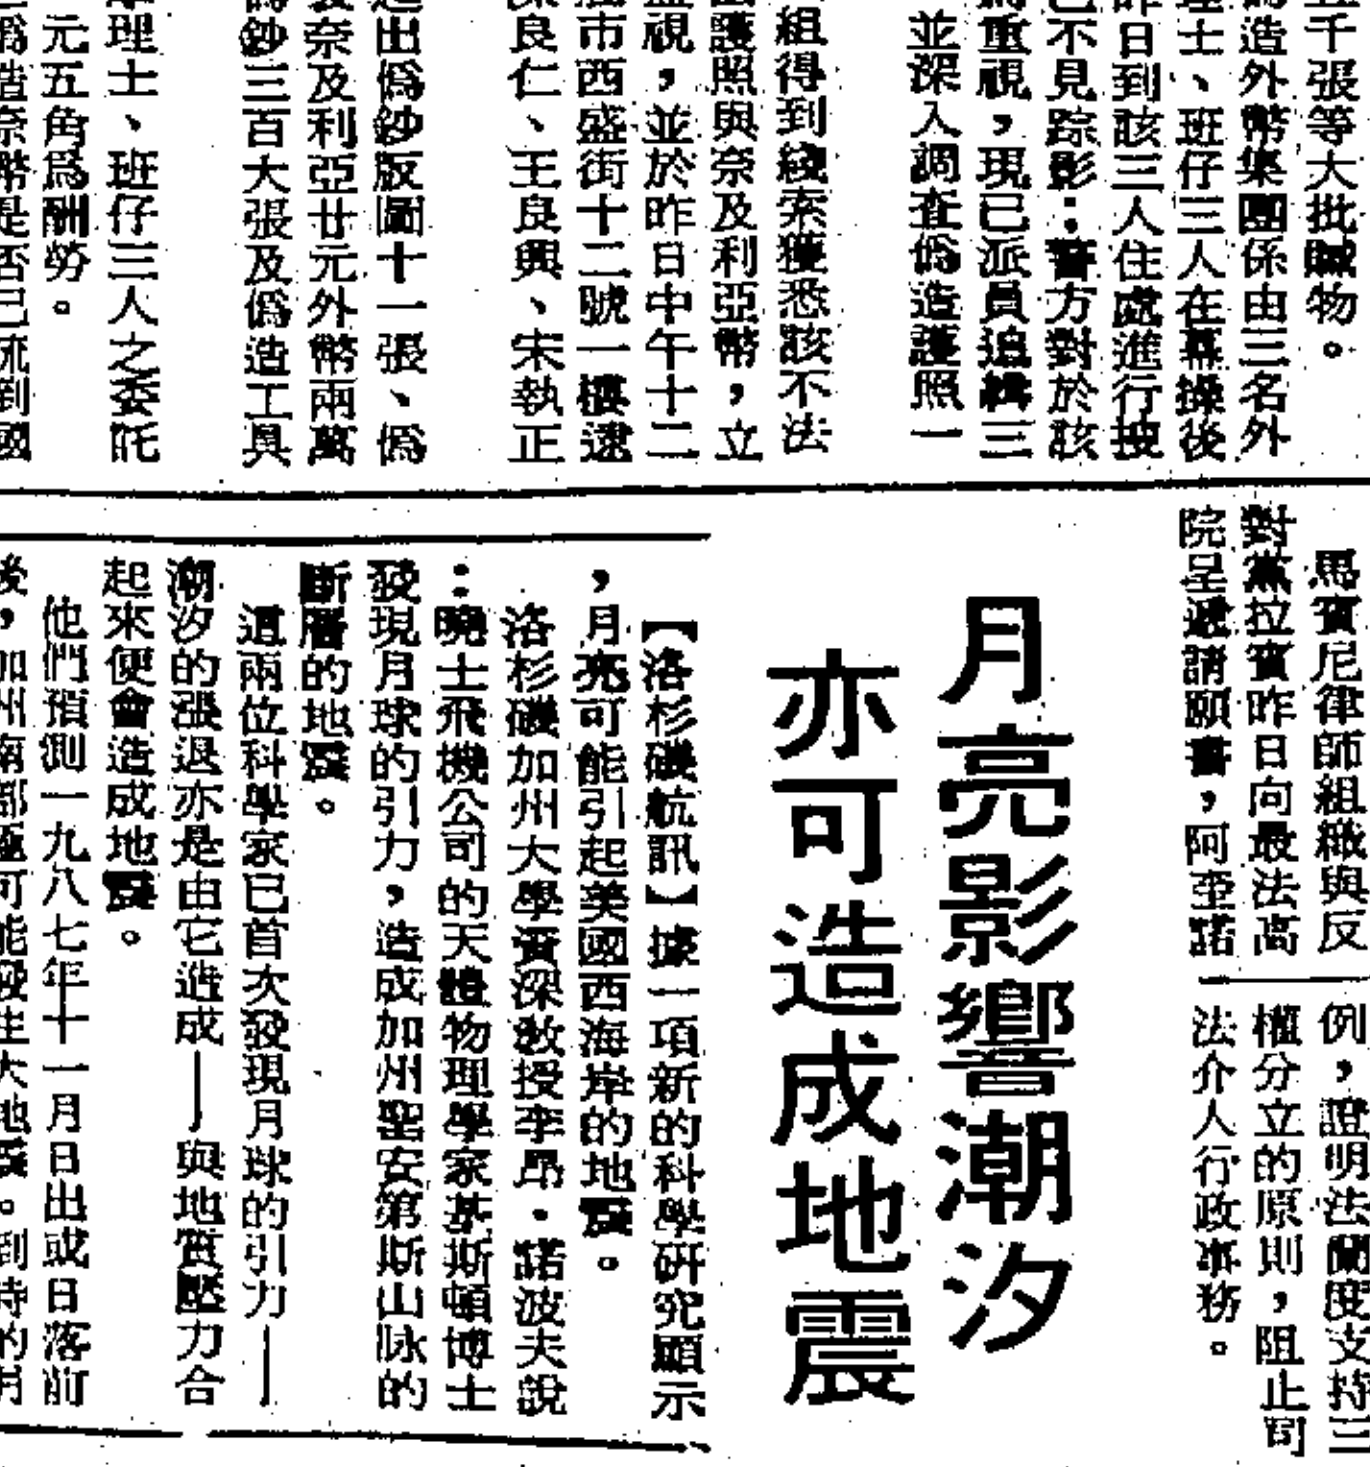 五千張等大批贓物。
偽造外幣集團係由三名外
理士、班仔三人在幕操後
昨日到該三人住處進行搜
已不見踪影：警方對於該
為重視，現已派員追緝三
並深入調查僞造護照一
組得到綫索獲悉該不法
護照與奈及利亞幣，立
監視，並於昨日中午十二
市西盛街十二號一樓逮
良仁、王良興、宋執正
出僞鈔版圖十一張、僞
奈及利亞廿元外幣兩萬
鈔三百大張及僞造工具
理士、班仔三人之委託
元五角爲酬勞。
僞造奈幣是否已流到國
馬賓尼律師組織與反
對黨拉賓昨日向最法高
院呈遞請願書，阿奎諾
例，證明法蘭度支持三
權分立的原則，阻止司
法介人行政事務。
月亮影響潮汐
亦可造成地震
【洛杉磯航訊】據一項新的科學研究顯示
，月亮可能引起美國西海岸的地震。
洛杉磯加州大學資深敎授李昂・諾波夫說
：曉士飛機公司的天體物理學家基斯頓博士
發現月球的引力，造成加州聖安第斯山脉的
斷層的地震。
這兩位科學家已首次發現月球的引力——
潮汐的漲退亦是由它造成——與地質壓力合
起來便會造成地震。
他們預測一九八七年十一月日出或日落前
後，加州南部極可能發生大地震。到時的月